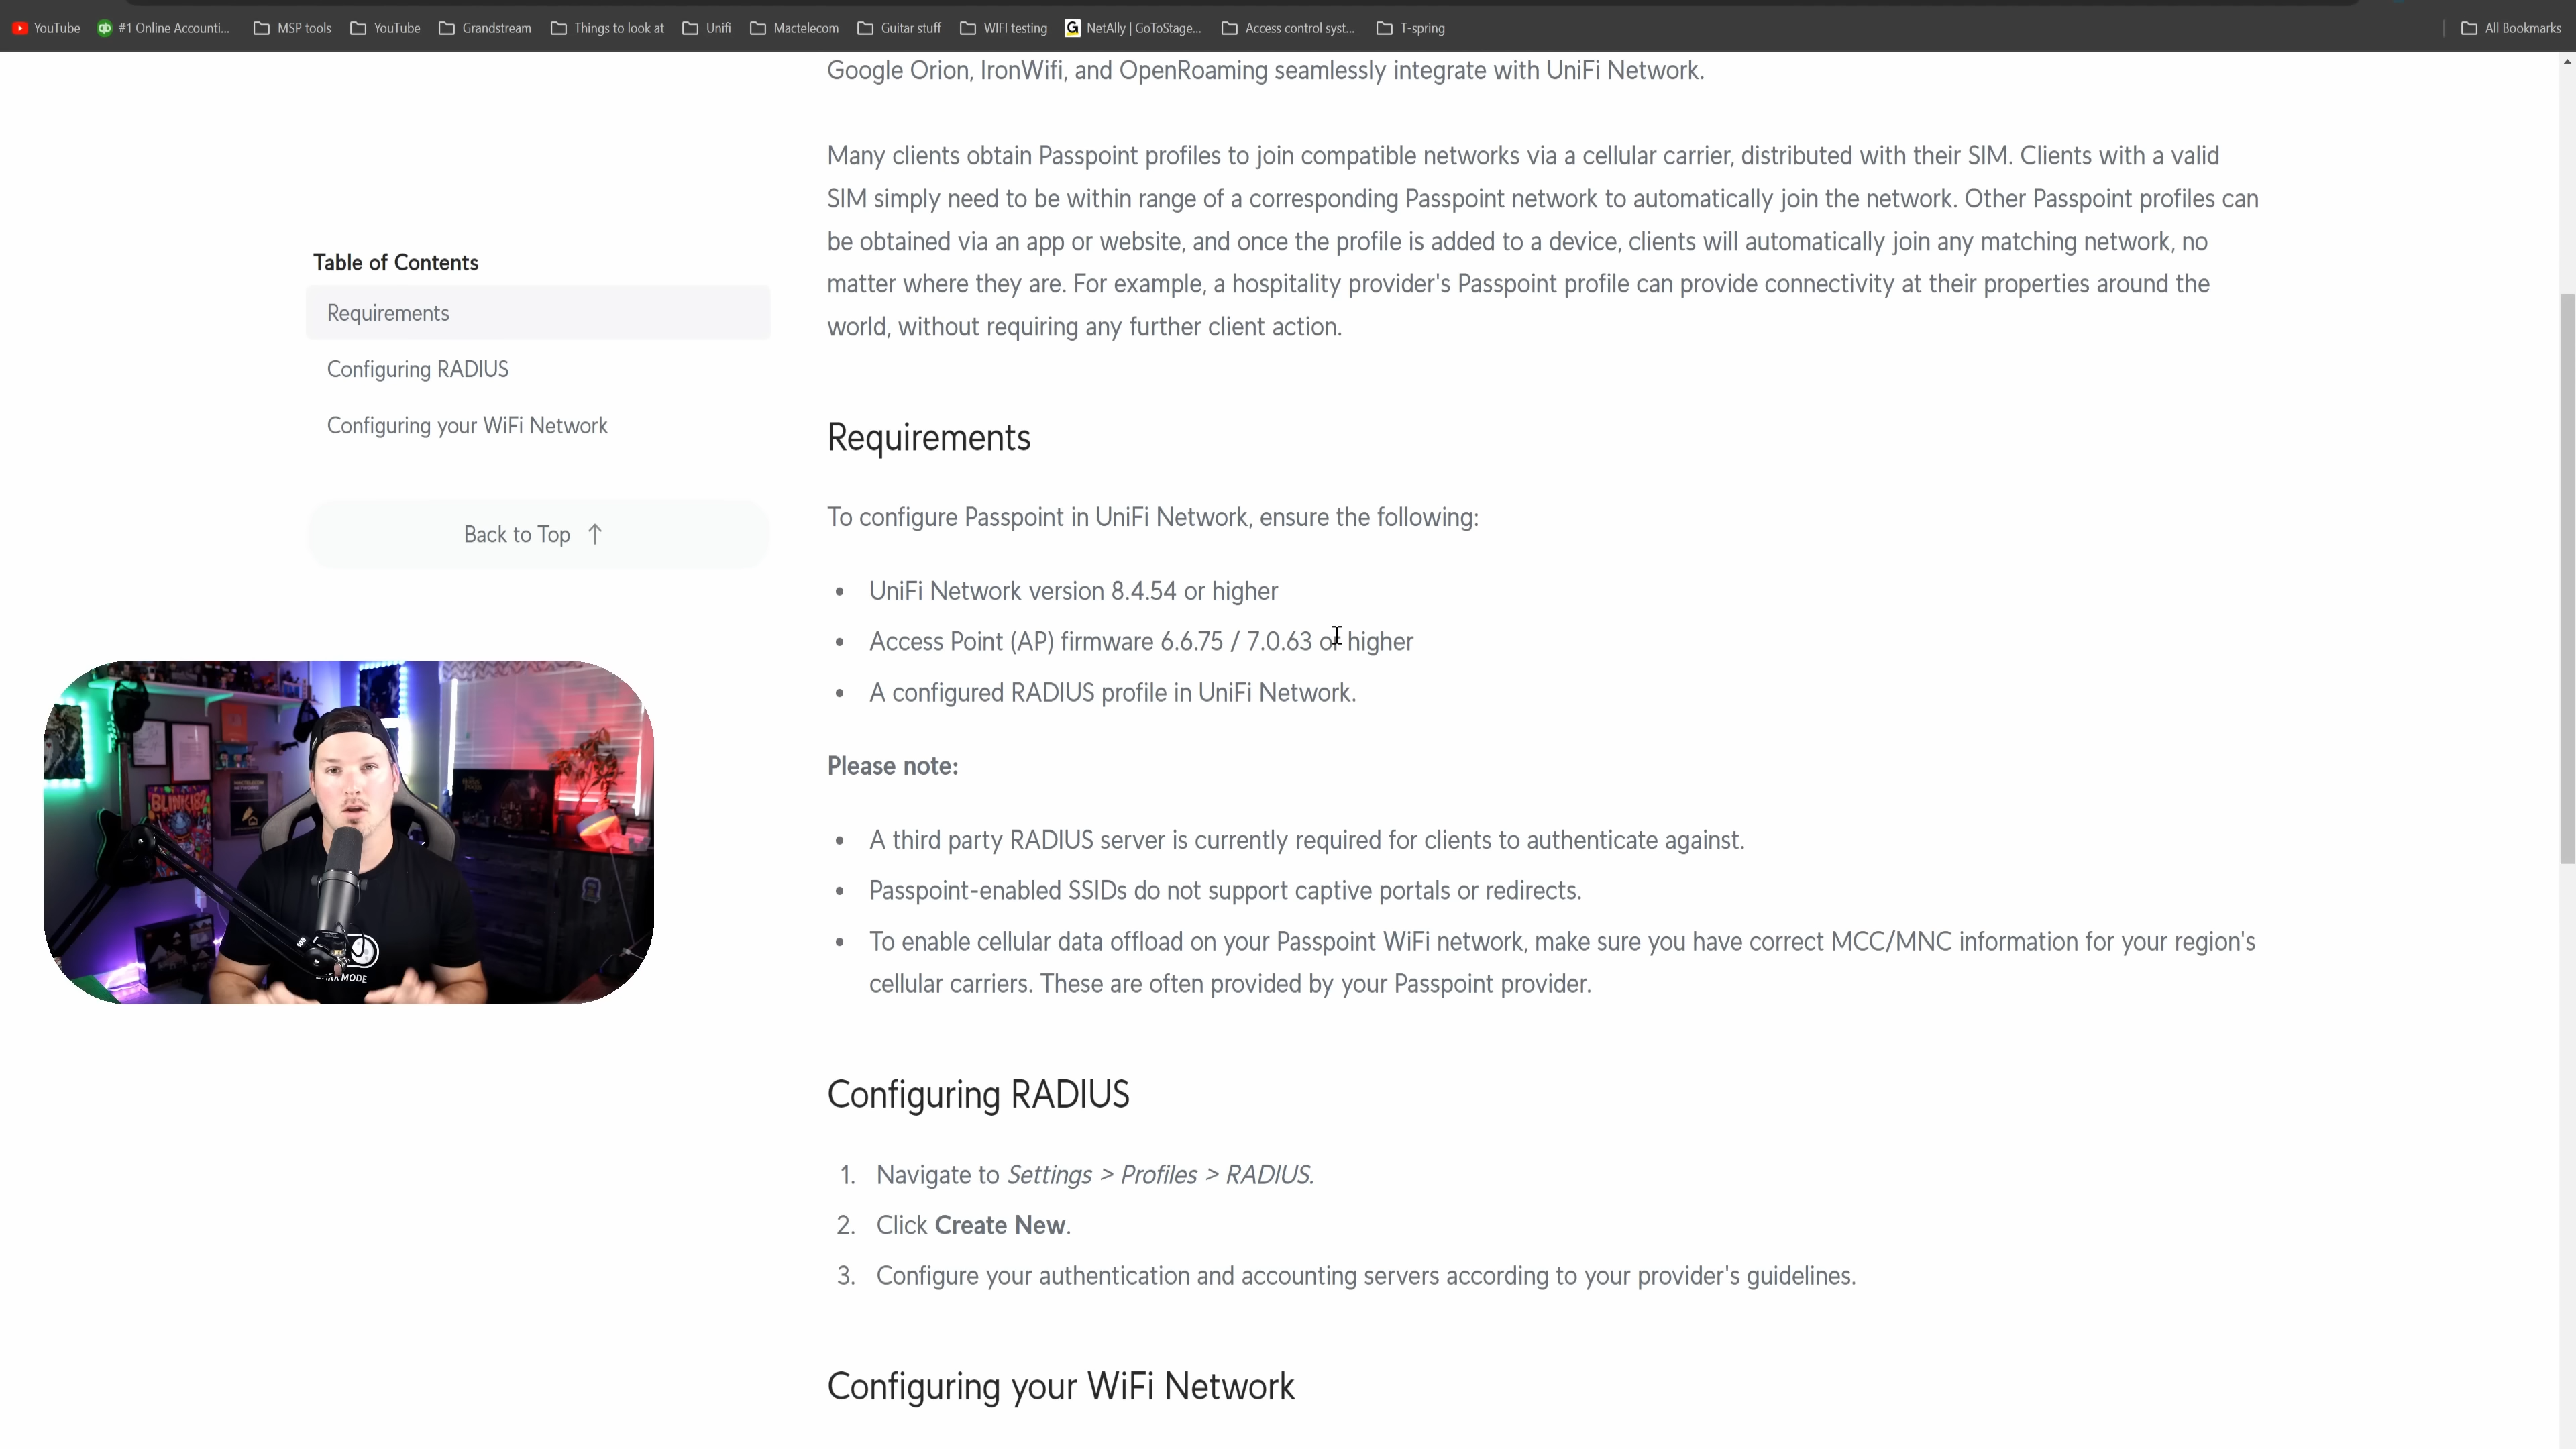 YouTube #1 Online Accounti... MSP tools YouTube Grandstream Things to look at Unifi Mactelecom Guitar stuff WIFI testing NetAlly | GoToStage... Access control syst... T-spring All Bookmarks
Google Orion, IronWifi, and OpenRoaming seamlessly integrate with UniFi Network.
Many clients obtain Passpoint profiles to join compatible networks via a cellular carrier, distributed with their SIM. Clients with a valid
SIM simply need to be within range of a corresponding Passpoint network to automatically join the network. Other Passpoint profiles can
be obtained via an app or website, and once the profile is added to a device, clients will automatically join any matching network, no
matter where they are. For example, a hospitality provider's Passpoint profile can provide connectivity at their properties around the
world, without requiring any further client action.
Table of Contents
Requirements
Configuring RADIUS
Configuring your WiFi Network
Back to Top ↑
Requirements
To configure Passpoint in UniFi Network, ensure the following:
• UniFi Network version 8.4.54 or higher
• Access Point (AP) firmware 6.6.75 / 7.0.63 or higher
• A configured RADIUS profile in UniFi Network.
Please note:
• A third party RADIUS server is currently required for clients to authenticate against.
• Passpoint-enabled SSIDs do not support captive portals or redirects.
• To enable cellular data offload on your Passpoint WiFi network, make sure you have correct MCC/MNC information for your region's
cellular carriers. These are often provided by your Passpoint provider.
BLINK182
MODE
Configuring RADIUS
1. Navigate to Settings > Profiles > RADIUS.
2. Click Create New.
3. Configure your authentication and accounting servers according to your provider's guidelines.
Configuring your WiFi Network